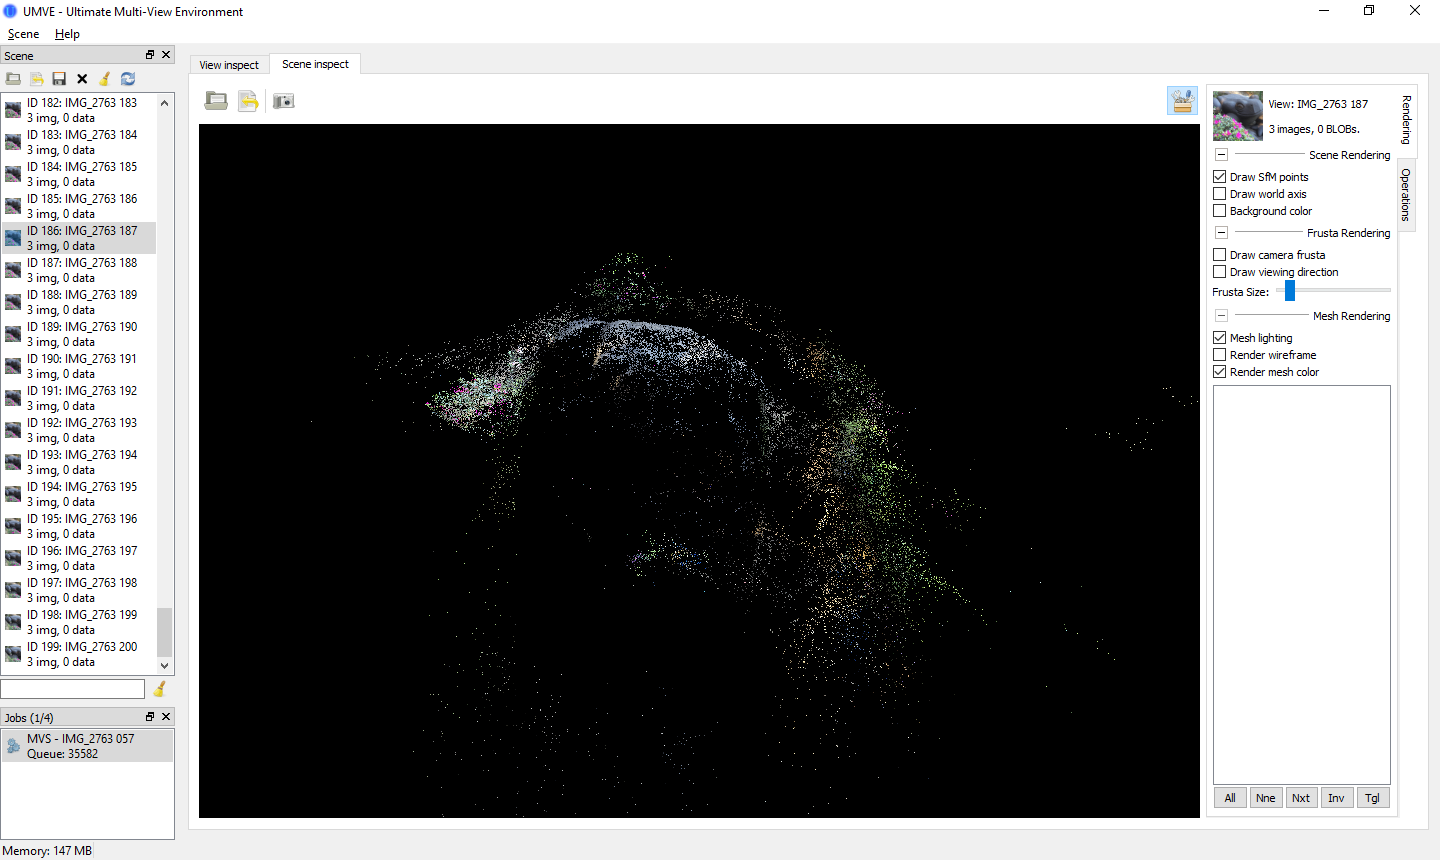 UMVE - Ultimate Multi-View Environment
Scene Help
Scene
ID 182: IMG_2763 183
3 img, 0 data
ID 183: IMG_2763 184
3 img, 0 data
ID 184: IMG_2763 185
3 img, 0 data
ID 185: IMG_2763 186
3 img, 0 data
ID 186: IMG_2763 187
3 img, 0 data
ID 187: IMG_2763 188
3 img, 0 data
ID 188: IMG_2763 189
3 img, 0 data
ID 189: IMG_2763 190
3 img, 0 data
ID 190: IMG_2763 191
3 img, 0 data
ID 191: IMG_2763 192
3 img, 0 data
ID 192: IMG_2763 193
3 img, 0 data
ID 193: IMG_2763 194
3 img, 0 data
ID 194: IMG_2763 195
3 img, 0 data
ID 195: IMG_2763 196
3 img, 0 data
ID 196: IMG_2763 197
3 img, 0 data
ID 197: IMG_2763 198
3 img, 0 data
ID 198: IMG_2763 199
3 img, 0 data
ID 199: IMG_2763 200
3 img, 0 data
Jobs (1/4)
MVS - IMG_2763 057
Queue: 35582
Memory: 147 MB
View inspect Scene inspect
View: IMG_2763 187
3 images, 0 BLOBs.
Scene Rendering
Draw SfM points
Draw world axis
Background color
Frusta Rendering
Draw camera frusta
Draw viewing direction
Frusta Size:
Mesh Rendering
Mesh lighting
Render wireframe
Render mesh color
All Nne Nxt Inv Tgl
Rendering
Operations